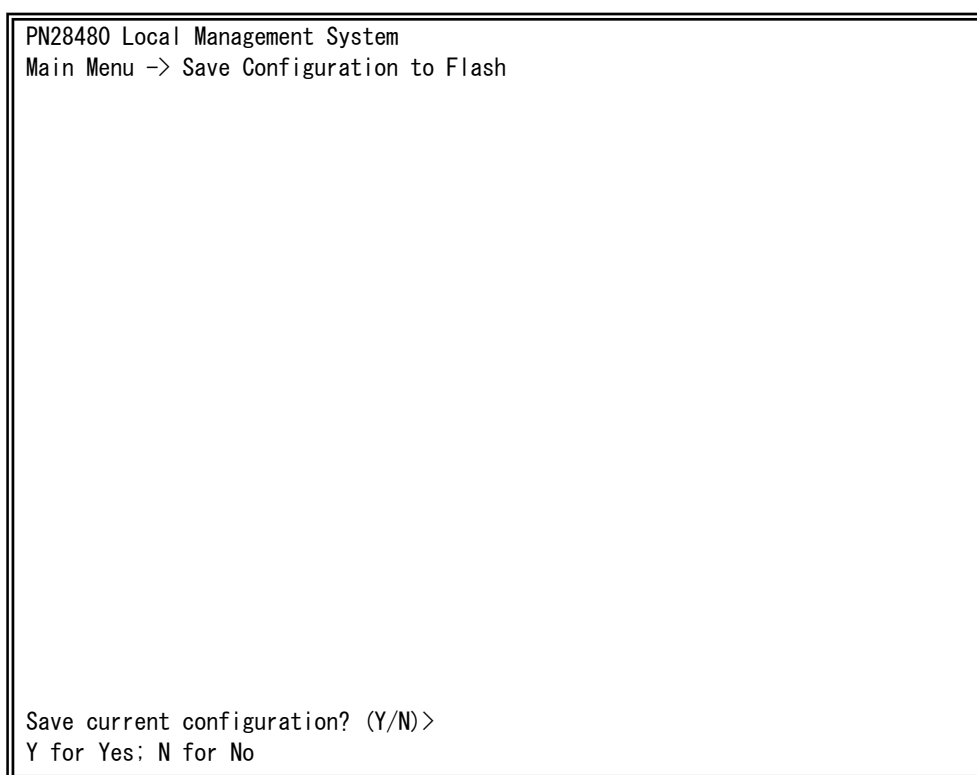 PN28480 Local Management System
Main Menu -> Save Configuration to Flash
Save current configuration? (Y/N)>
Y for Yes; N for No